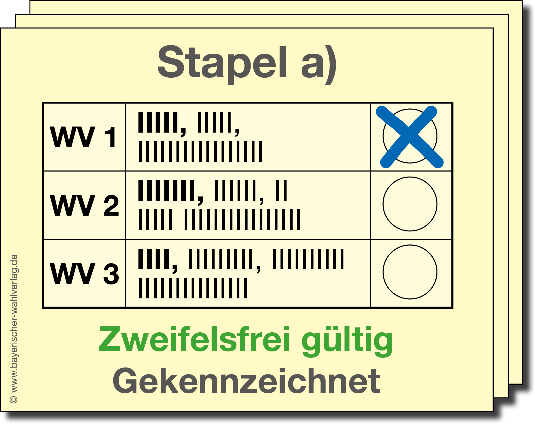 Stapel a)
WV 1
WV 2
WV 3
Zweifelsfrei gültig
Gekennzeichnet
© www.bayerischer-wahlverlag.de